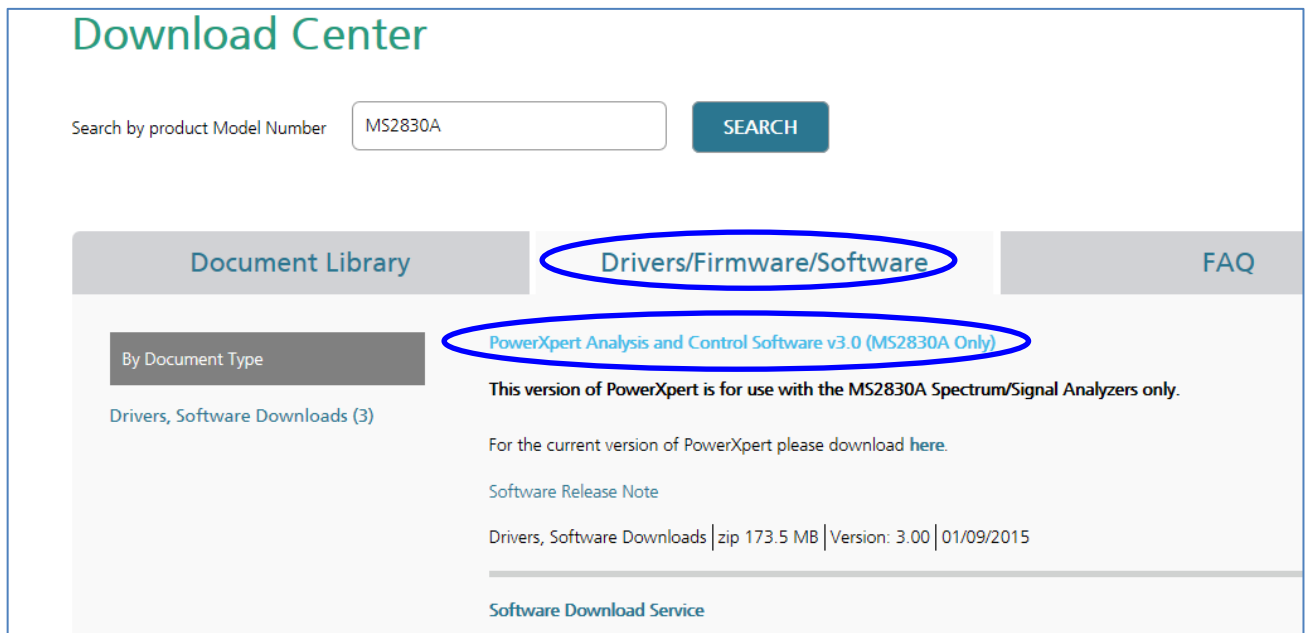 Download Center
Search by product Model Number MS2830A SEARCH
Document Library Drivers/Firmware/Software FAQ
By Document Type
Drivers, Software Downloads (3)
PowerXpert Analysis and Control Software v3.0 (MS2830A Only)
This version of PowerXpert is for use with the MS2830A Spectrum/Signal Analyzers only.
For the current version of PowerXpert please download here.
Software Release Note
Drivers, Software Downloads | zip 173.5 MB | Version: 3.00 | 01/09/2015
Software Download Service